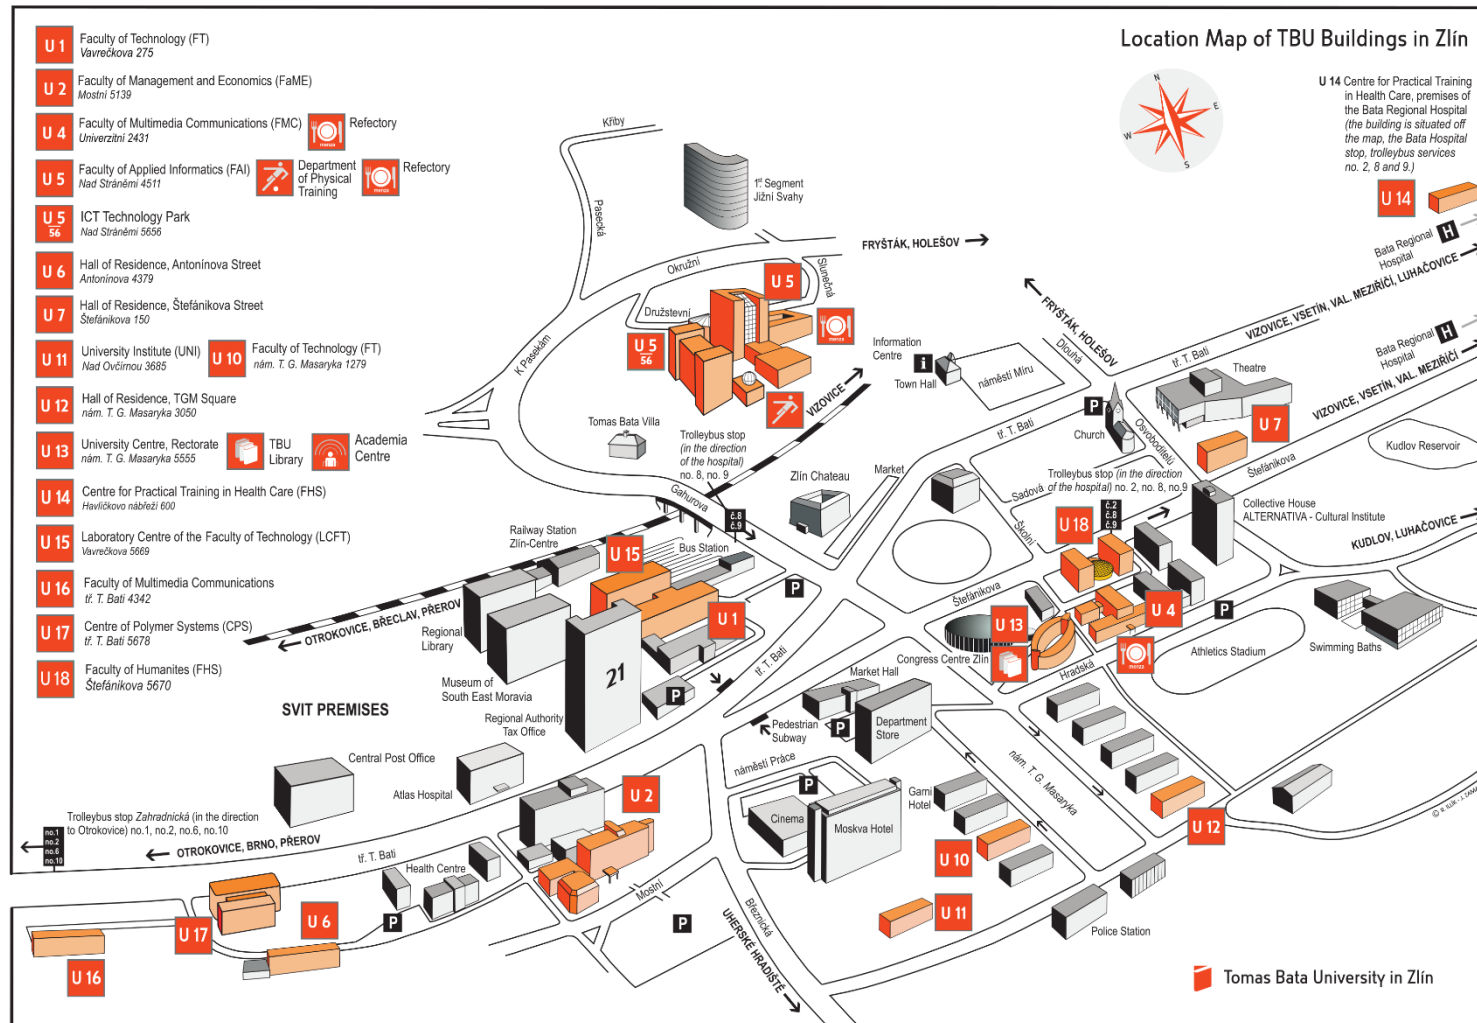 Location Map of TBU Buildings in Zlín
U 1
Faculty of Technology (FT)
Vavrečkova 275
U 2
Faculty of Management and Economics (FaME)
Mostní 5139
U 4
Faculty of Multimedia Communications (FMC)
Univerzitní 2431
menza
Refectory
U 5
Faculty of Applied Informatics (FAI)
Nad Stráněmi 4511
Department
of Physical
Training
menza
Refectory
U 5
56
ICT Technology Park
Nad Stráněmi 5656
U 6
Hall of Residence, Antonínova Street
Antonínova 4379
U 7
Hall of Residence, Štefánikova Street
Štefánikova 150
U 11
University Institute (UNI)
Nad Ovčírnou 3685
U 10
Faculty of Technology (FT)
nám. T. G. Masaryka 1279
U 12
Hall of Residence, TGM Square
nám. T. G. Masaryka 3050
U 13
University Centre, Rectorate
nám. T. G. Masaryka 5555
TBU
Library
Academia
Centre
U 14
Centre for Practical Training in Health Care (FHS)
Havlíčkovo nábřeží 600
U 15
Laboratory Centre of the Faculty of Technology (LCFT)
Vavrečkova 5669
U 16
Faculty of Multimedia Communications
tř. T. Bati 4342
U 17
Centre of Polymer Systems (CPS)
tř. T. Bati 5678
U 18
Faculty of Humanites (FHS)
Štefánikova 5670
N
E
S
W
U 14 Centre for Practical Training
in Health Care, premises of
the Bata Regional Hospital
(the building is situated off
the map, the Bata Hospital
stop, trolleybus services
no. 2, 8 and 9.)
U 14
Bata Regional
Hospital
H
VIZOVICE, VSETÍN, VAL. MEZIŘÍČÍ, LUHAČOVICE
Bata Regional
Hospital
H
VIZOVICE, VSETÍN, VAL. MEZIŘÍČÍ
Křiby
Pasecká
1st Segment
Jižní Svahy
FRYŠTÁK, HOLEŠOV
Okružní
Slunečná
Družstevní
K Pasekám
U 5
U 5
56
menza
FRYŠTÁK, HOLEŠOV
Dlouhá
tř. T. Bati
Information
Centre
i
Town Hall
náměstí Míru
VIZOVICE
Theatre
P
Church
Osvoboditelů
U 7
Štefánikova
Kudlov Reservoir
Tomas Bata Villa
Trolleybus stop
(in the direction
of the hospital)
no. 8, no. 9
Gahurova
č.8
č.9
Zlín Chateau
Market
tř. T. Bati
Sadová
Školní
Trolleybus stop (in the direction
of the hospital) no. 2, no.8, no.9
č.2
č.8
č.9
U 18
Collective House
ALTERNATIVA - Cultural Institute
KUDLOV, LUHAČOVICE
Railway Station
Zlín-Centre
U 15
Bus Station
P
OTROKOVICE, BŘECLAV, PŘEROV
Regional
Library
U 1
Museum of
South East Moravia
21
Regional Authority
Tax Office
P
tř. T. Bati
Štefánikova
U 13
Congress Centre Zlín
U 4
P
menza
Hradská
Athletics Stadium
Swimming Baths
Market Hall
P
Department
Store
Pedestrian
Subway
náměstí Práce
SVIT PREMISES
Central Post Office
Atlas Hospital
U 2
P
Cinema
Moskva Hotel
Garni
Hotel
nám. T. G. Masaryka
U 12
Trolleybus stop Zahradnická (in the direction
to Otrokovice) no.1, no.2, no.6, no.10
no.1
no.2
no.6
no.10
OTROKOVICE, BRNO, PŘEROV
tř. T. Bati
Health Centre
P
Mostní
P
Březnická
UHERSKÉ HRADIŠTĚ
U 10
U 11
Police Station
U 17
U 6
U 16
Tomas Bata University in Zlín